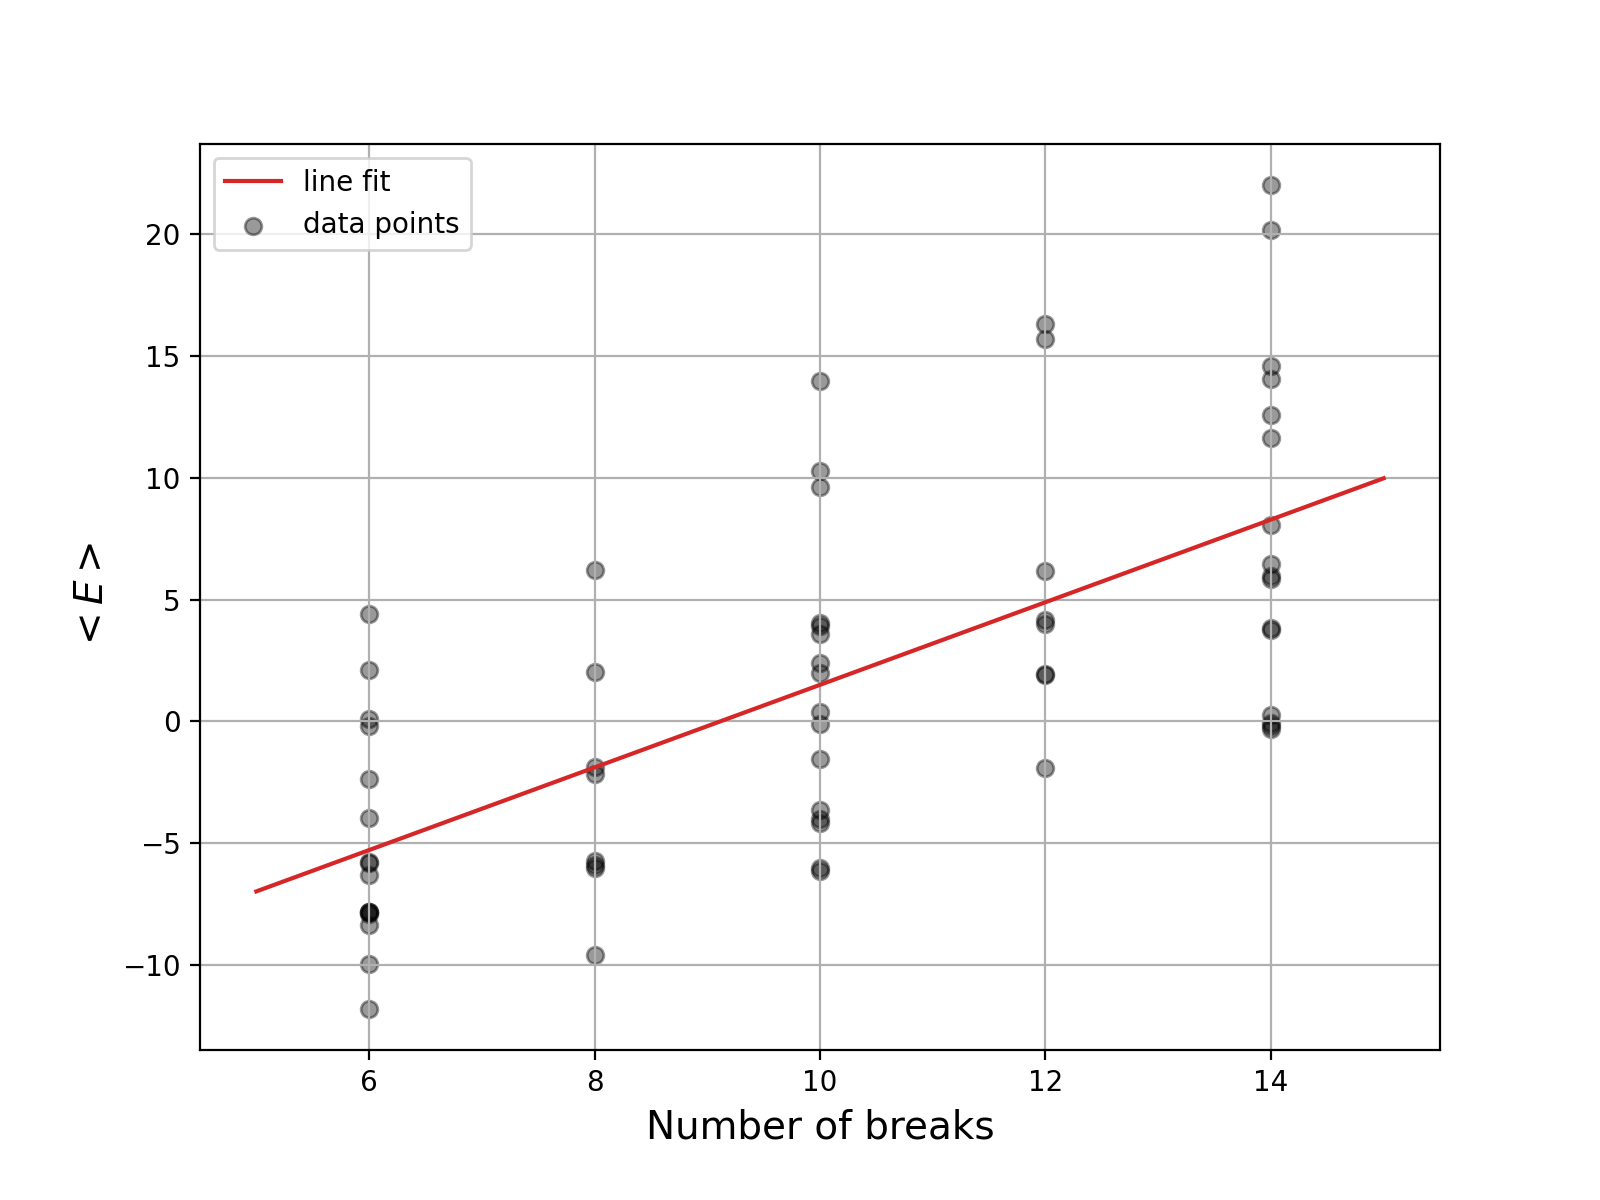 line fit
data points
20
15
10
5
0
−5
−10
< E >
6 8 10 12 14
Number of breaks